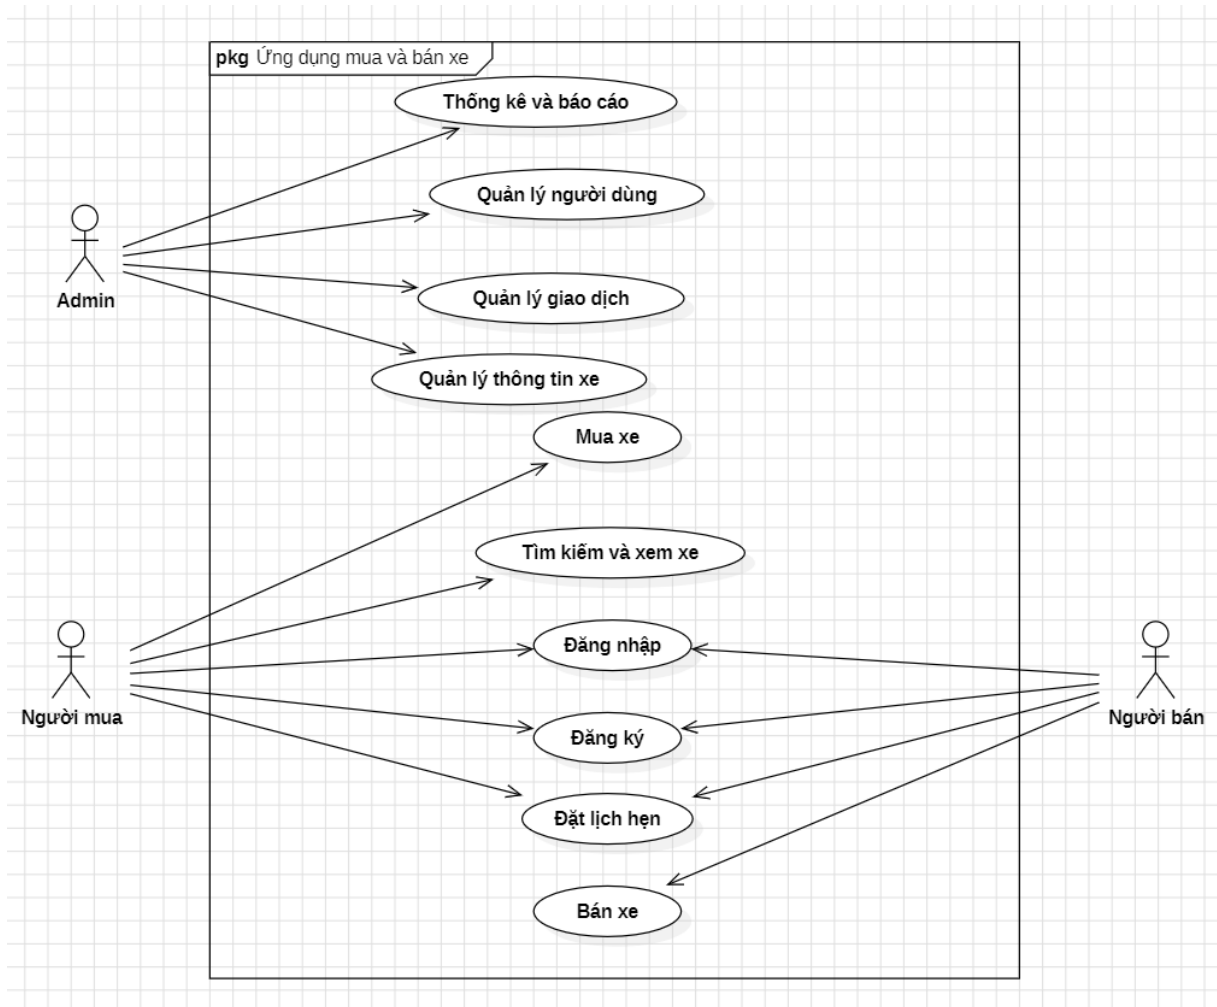 pkg Ứng dụng mua và bán xe
Thống kê và báo cáo
Quản lý người dùng
Admin
Quản lý giao dịch
Quản lý thông tin xe
Mua xe
Tìm kiếm và xem xe
Đăng nhập
Người mua
Người bán
Đăng ký
Đặt lịch hẹn
Bán xe